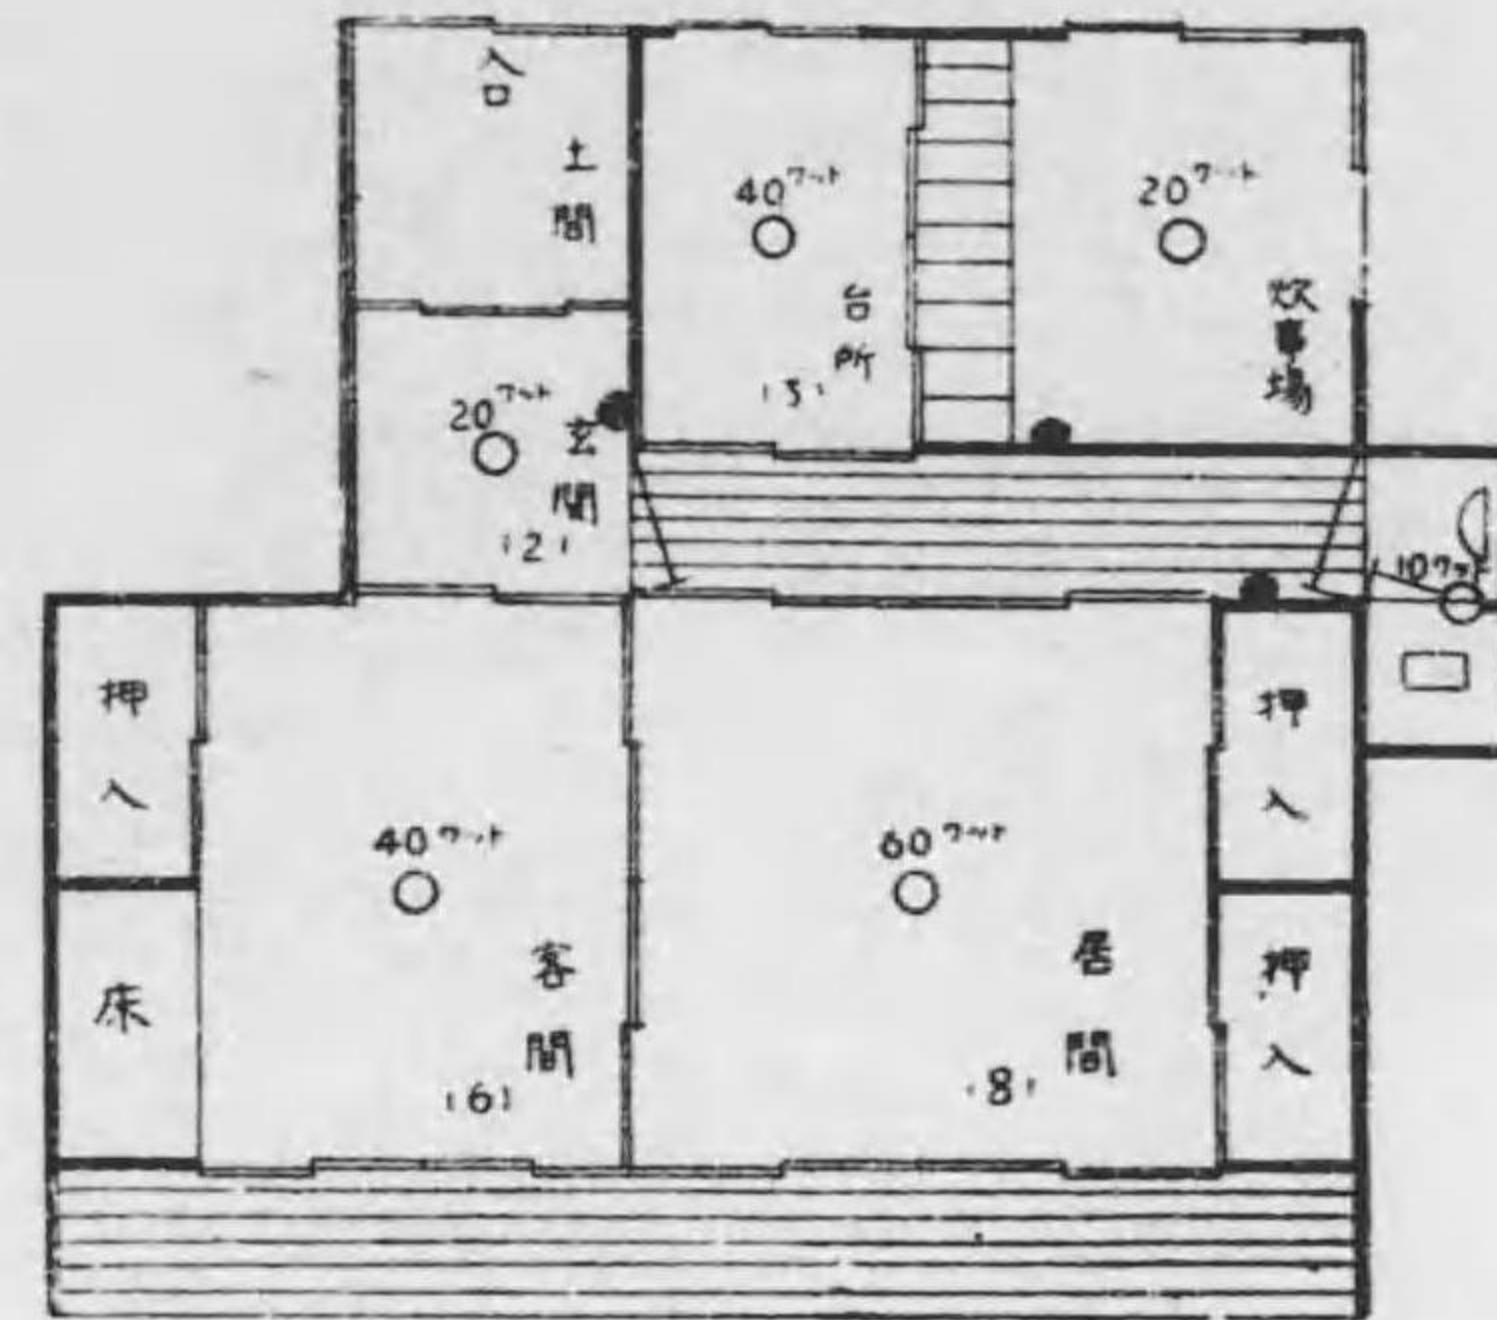 入口
土間
40ワット
台所
(3)
20ワット
炊事場
20ワット
玄関
(2)
10ワット
押入
床
40ワット
客間
(6)
60ワット
居間
(8)
押入
押入